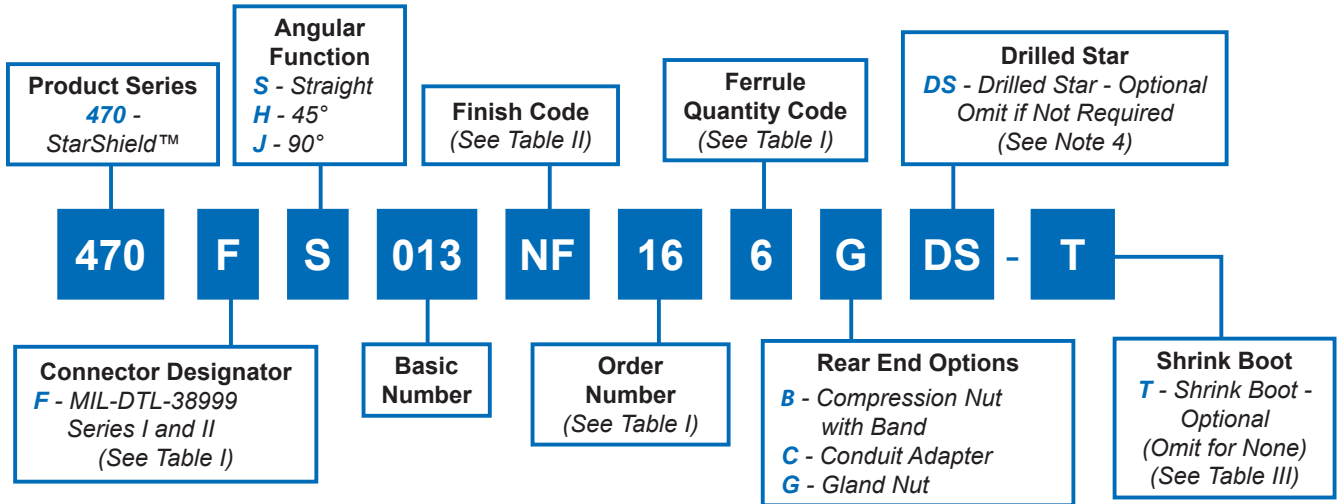 Product Series
470 -
StarShield™
Angular
Function
S - Straight
H - 45°
J - 90°
Finish Code
(See Table II)
Ferrule
Quantity Code
(See Table I)
Drilled Star
DS - Drilled Star - Optional
Omit if Not Required
(See Note 4)
470 F S 013 NF 16 6 G DS - T
Connector Designator
F - MIL-DTL-38999
Series I and II
(See Table I)
Basic
Number
Order
Number
(See Table I)
Rear End Options
B - Compression Nut
with Band
C - Conduit Adapter
G - Gland Nut
Shrink Boot
T - Shrink Boot -
Optional
(Omit for None)
(See Table III)